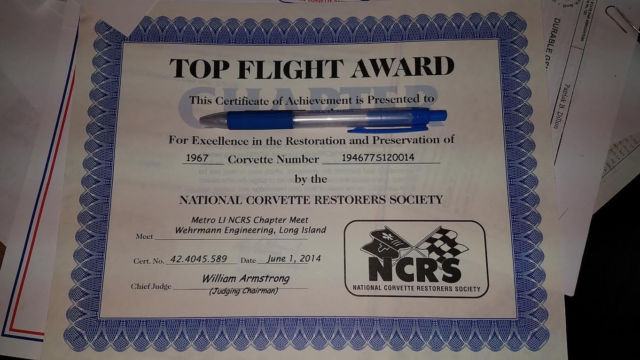 TOP FLIGHT AWARD
CHAPTER
This Certificate of Achievement is Presented to
For Excellence in the Restoration and Preservation of
1967 Corvette Number 194677S120014
by the
NATIONAL CORVETTE RESTORERS SOCIETY
Metro LI NCRS Chapter Meet
Meet Wehrmann Engineering, Long Island
Cert. No. 42.4045.589 Date June 1, 2014
Chief Judge William Armstrong
(Judging Chairman)
NCRS
NATIONAL CORVETTE RESTORERS SOCIETY
DURABLE